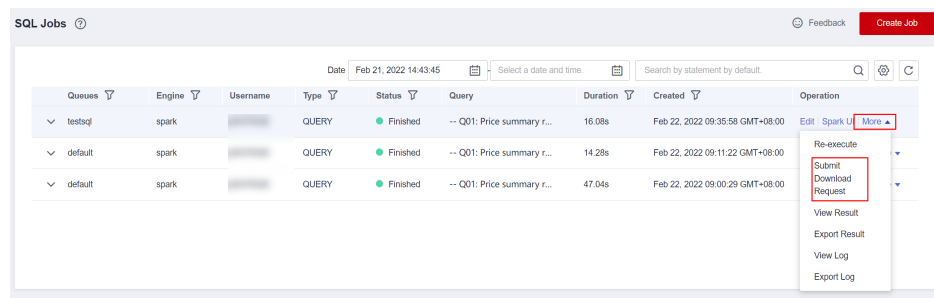 SQL Jobs ?
Feedback
Create Job
Date Feb 21, 2022 14:43:45 - Select a date and time. Search by statement by default.
Queues Engine Username Type Status Query Duration Created Operation
testsql spark QUERY Finished -- Q01: Price summary r... 16.08s Feb 22, 2022 09:35:58 GMT+08:00 Edit Spark U More
default spark QUERY Finished -- Q01: Price summary r... 14.28s Feb 22, 2022 09:11:22 GMT+08:00
default spark QUERY Finished -- Q01: Price summary r... 47.04s Feb 22, 2022 09:00:29 GMT+08:00
Re-execute
Submit
Download
Request
View Result
Export Result
View Log
Export Log